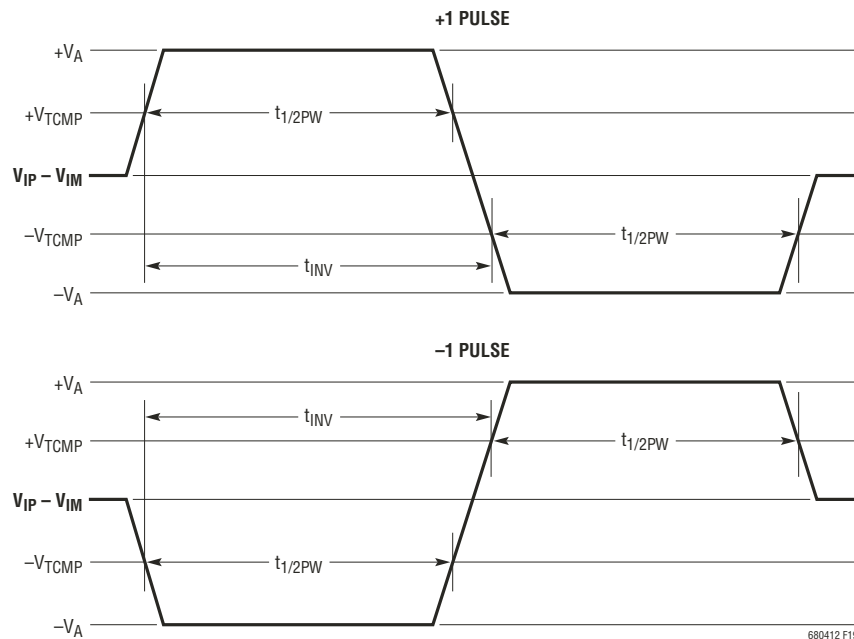 +1 PULSE
+VA
+VTCMP
t1/2PW
VIP – VIM
–VTCMP
t1/2PW
tINV
–VA
–1 PULSE
+VA
tINV
+VTCMP
t1/2PW
VIP – VIM
–VTCMP
t1/2PW
–VA